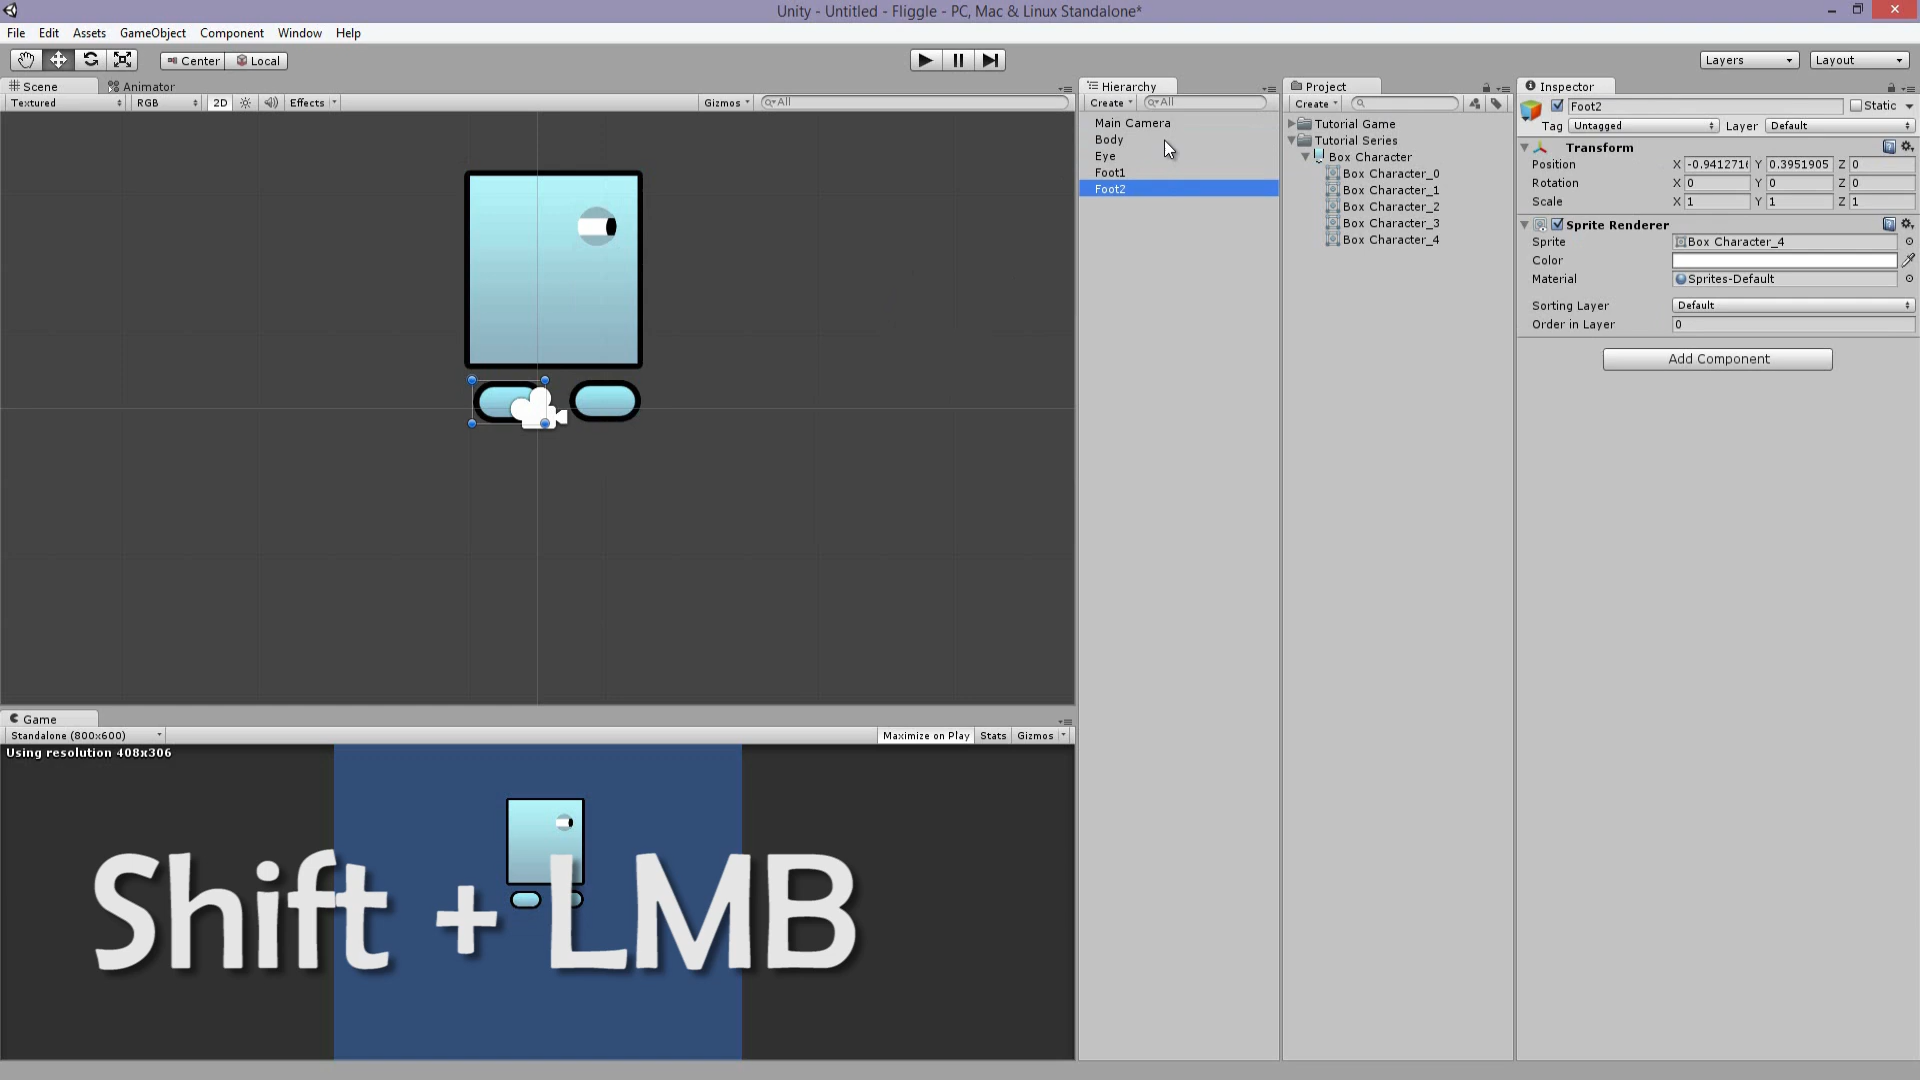 Unity - Untitled - Fliggle - PC, Mac & Linux Standalone*
File Edit Assets GameObject Component Window Help
Center Local
Layers Layout
Scene Animator
Textured RGB 2D Effects Gizmos All
Hierarchy
Create All
Main Camera
Body
Eye
Foot1
Foot2
Project
Create
Tutorial Game
Tutorial Series
Box Character
Box Character_0
Box Character_1
Box Character_2
Box Character_3
Box Character_4
Inspector
Foot2 Static
Tag Untagged Layer Default
Transform
Position X -0.9412716 Y 0.3951905 Z 0
Rotation X 0 Y 0 Z 0
Scale X 1 Y 1 Z 1
Sprite Renderer
Sprite Box Character_4
Color
Material Sprites-Default
Sorting Layer Default
Order in Layer 0
Add Component
Game
Standalone (800x600) Maximize on Play Stats Gizmos
Using resolution 408x306
Shift + LMB